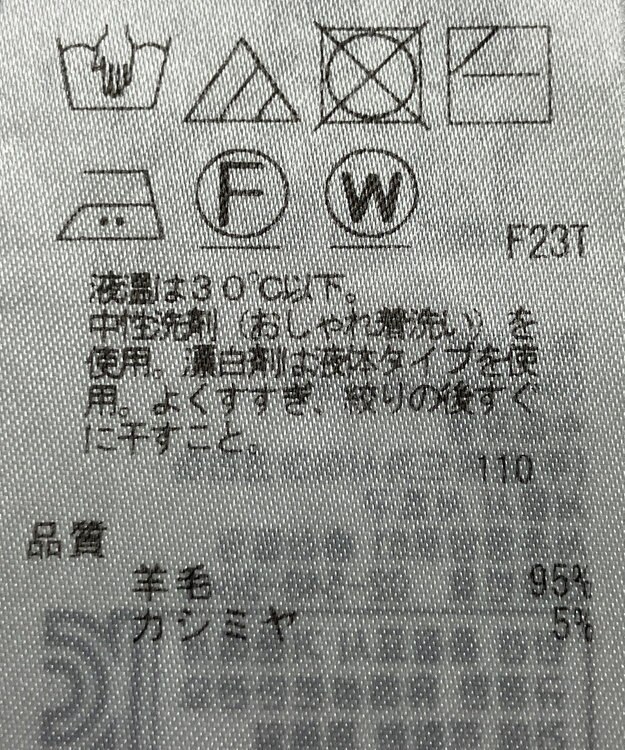 F
W
F23T
液温は30℃以下。
中性洗剤(おしゃれ着洗い)を
使用。漂白剤は液体タイプを使
用。よくすすぎ、絞りの後すぐ
に干すこと。
110
品質
羊毛 95%
カシミヤ 5%